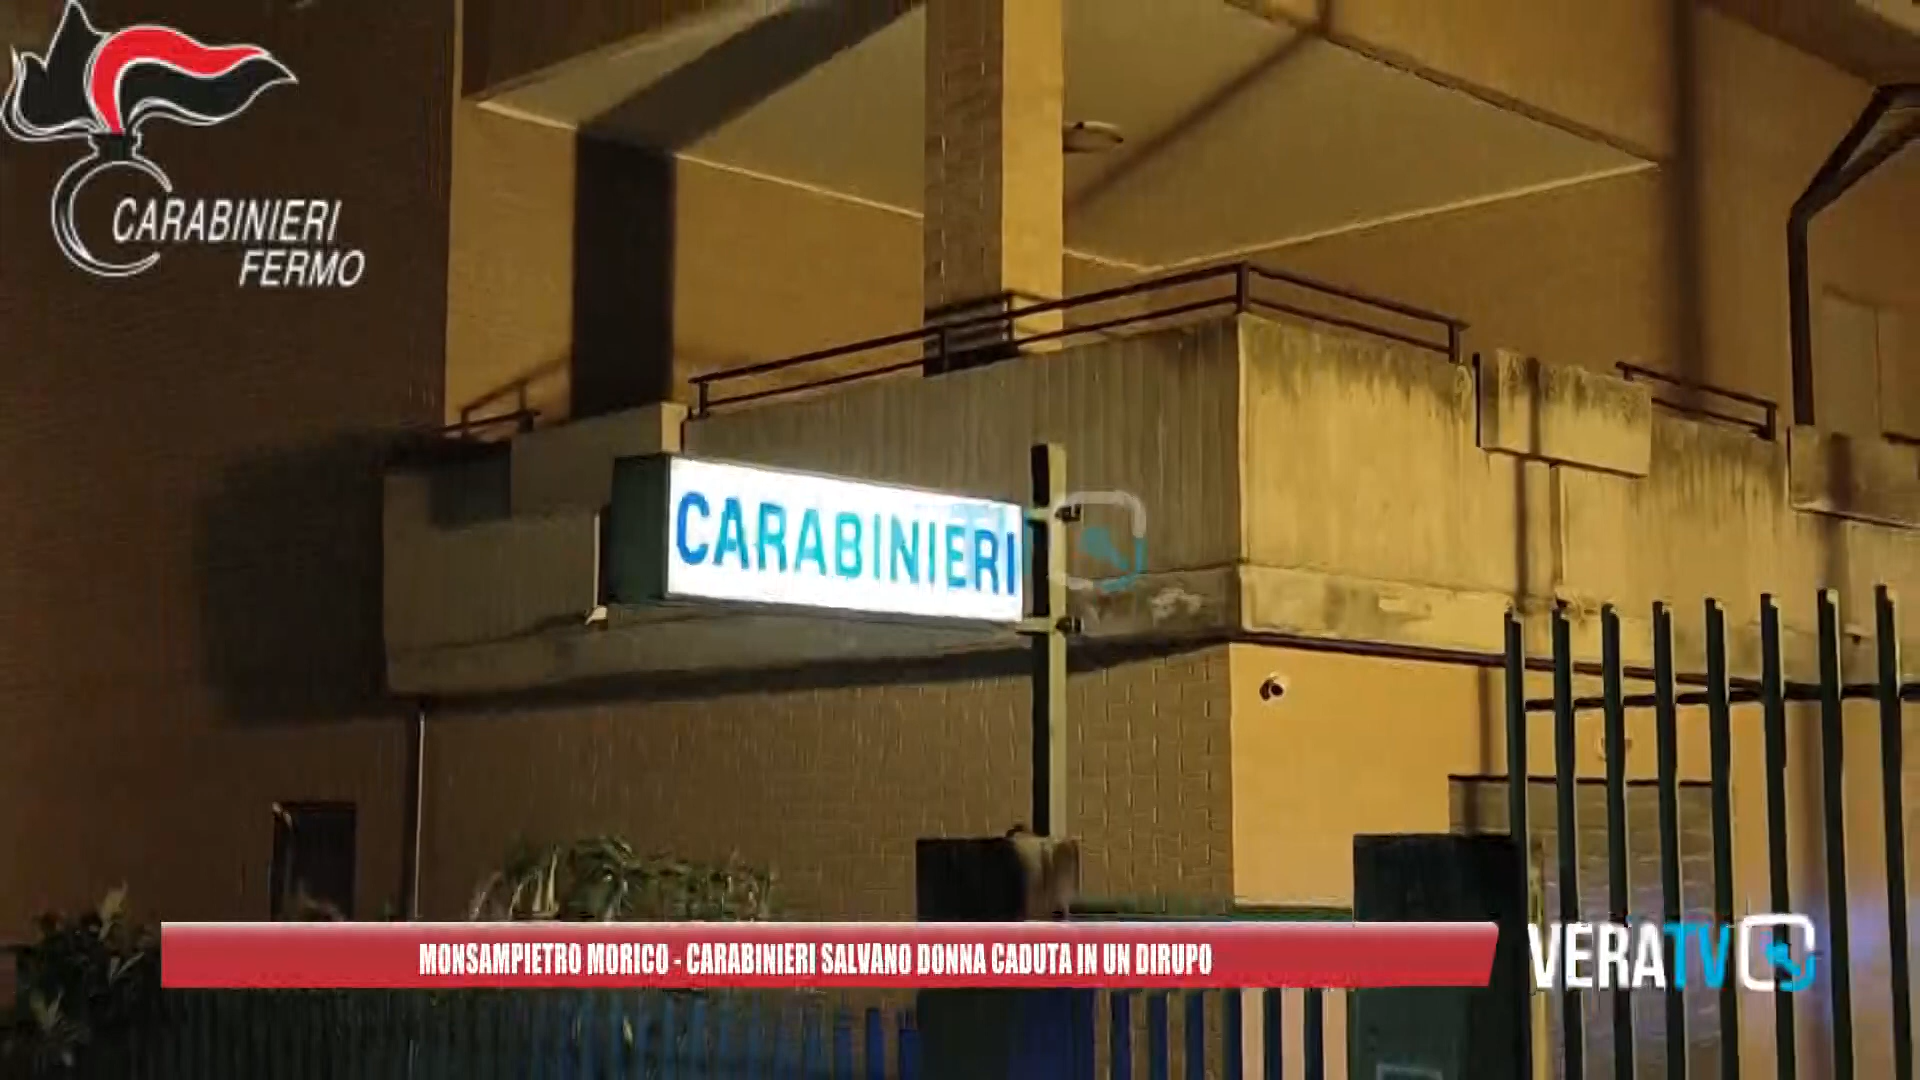 CARABINIERI
FERMO
CARABINIERI
MONSAMPIETRO MORICO - CARABINIERI SALVANO DONNA CADUTA IN UN DIRUPO
VERATV